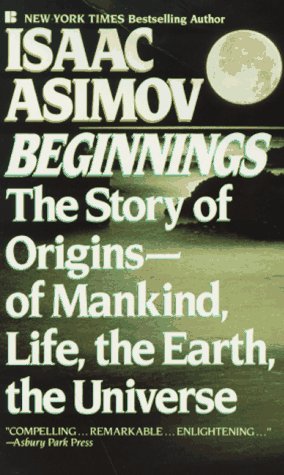 B NEW YORK TIMES Bestselling Author
ISAAC
ASIMOV
BEGINNINGS
The Story of
Origins—
of Mankind,
Life, the Earth,
the Universe
"COMPELLING...REMARKABLE...ENLIGHTENING..."
—Asbury Park Press